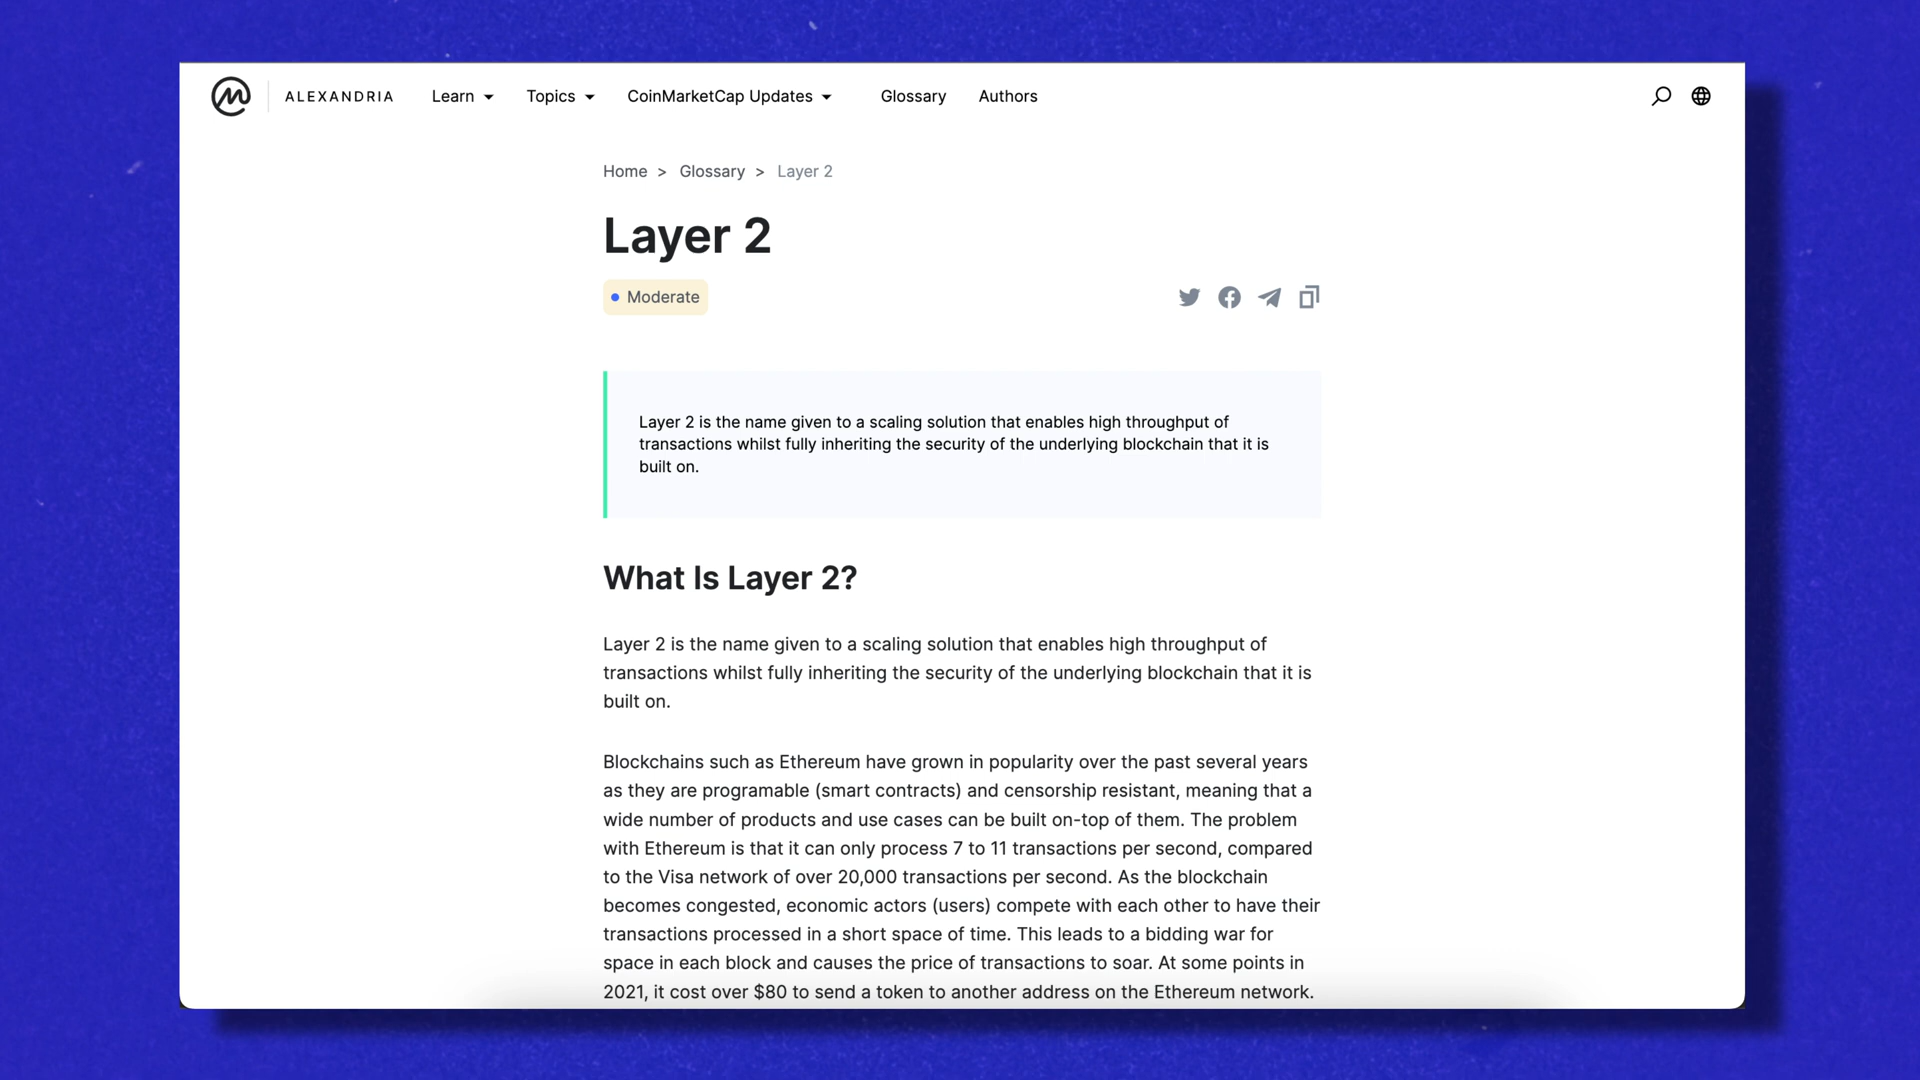 ALEXANDRIA Learn Topics CoinMarketCap Updates Glossary Authors
Home > Glossary > Layer 2
Layer 2
Moderate
Layer 2 is the name given to a scaling solution that enables high throughput of
transactions whilst fully inheriting the security of the underlying blockchain that it is
built on.
What Is Layer 2?
Layer 2 is the name given to a scaling solution that enables high throughput of
transactions whilst fully inheriting the security of the underlying blockchain that it is
built on.
Blockchains such as Ethereum have grown in popularity over the past several years
as they are programable (smart contracts) and censorship resistant, meaning that a
wide number of products and use cases can be built on-top of them. The problem
with Ethereum is that it can only process 7 to 11 transactions per second, compared
to the Visa network of over 20,000 transactions per second. As the blockchain
becomes congested, economic actors (users) compete with each other to have their
transactions processed in a short space of time. This leads to a bidding war for
space in each block and causes the price of transactions to soar. At some points in
2021, it cost over $80 to send a token to another address on the Ethereum network.